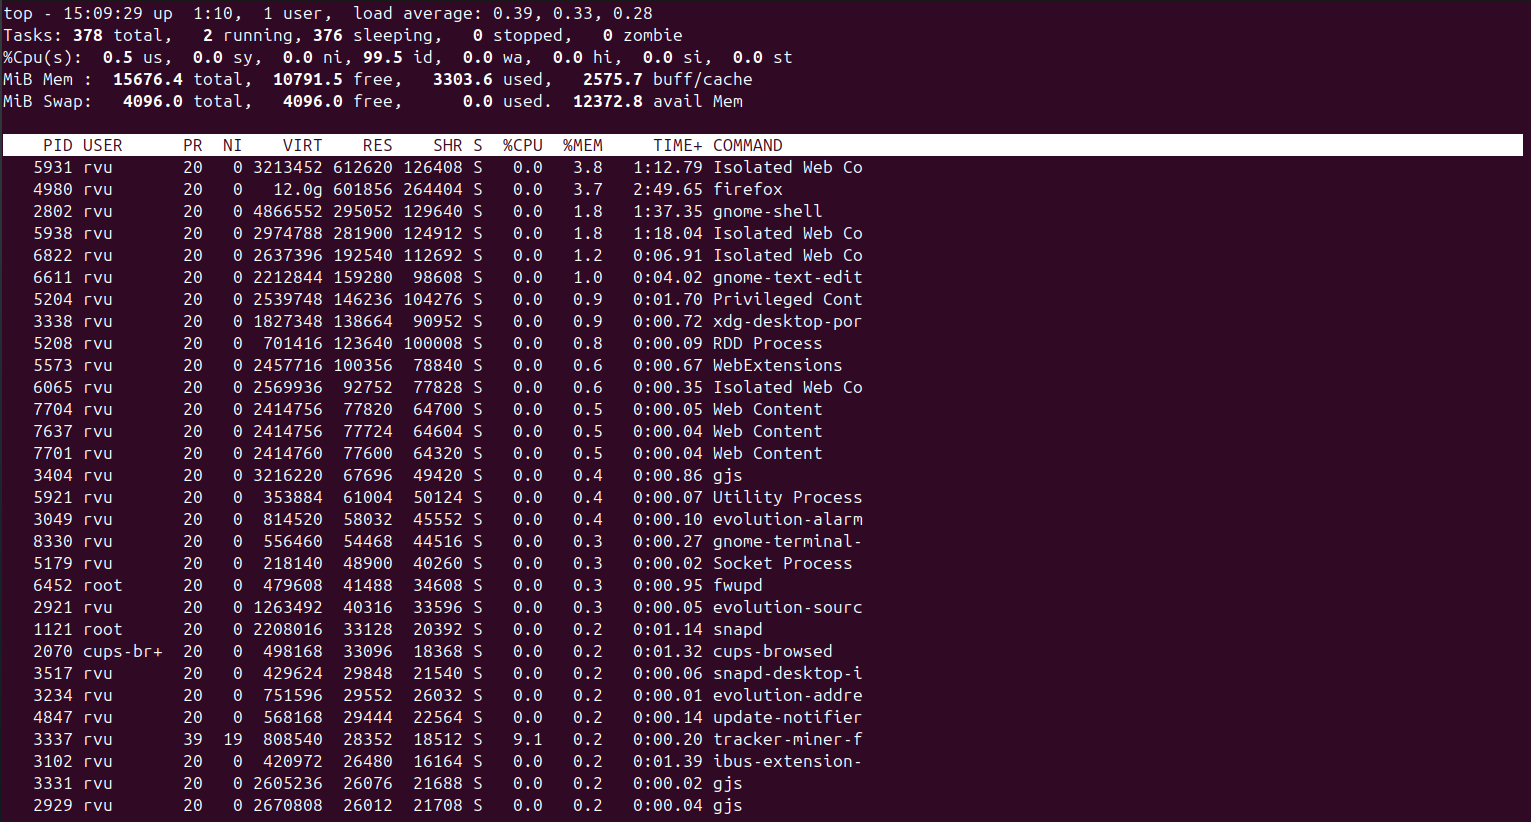 top - 15:09:29 up  1:10,  1 user,  load average: 0.39, 0.33, 0.28
Tasks: 378 total,   2 running, 376 sleeping,   0 stopped,   0 zombie
%Cpu(s):  0.5 us,  0.0 sy,  0.0 ni, 99.5 id,  0.0 wa,  0.0 hi,  0.0 si,  0.0 st
MiB Mem :  15676.4 total,  10791.5 free,   3303.6 used,   2575.7 buff/cache
MiB Swap:   4096.0 total,   4096.0 free,      0.0 used.  12372.8 avail Mem
    PID USER      PR  NI    VIRT    RES    SHR S  %CPU  %MEM     TIME+ COMMAND
   5931 rvu       20   0 3213452 612620 126408 S   0.0   3.8   1:12.79 Isolated Web Co
   4980 rvu       20   0   12.0g 601856 264404 S   0.0   3.7   2:49.65 firefox
   2802 rvu       20   0 4866552 295052 129640 S   0.0   1.8   1:37.35 gnome-shell
   5938 rvu       20   0 2974788 281900 124912 S   0.0   1.8   1:18.04 Isolated Web Co
   6822 rvu       20   0 2637396 192540 112692 S   0.0   1.2   0:06.91 Isolated Web Co
   6611 rvu       20   0 2212844 159280  98608 S   0.0   1.0   0:04.02 gnome-text-edit
   5204 rvu       20   0 2539748 146236 104276 S   0.0   0.9   0:01.70 Privileged Cont
   3338 rvu       20   0 1827348 138664  90952 S   0.0   0.9   0:00.72 xdg-desktop-por
   5208 rvu       20   0  701416 123640 100008 S   0.0   0.8   0:00.09 RDD Process
   5573 rvu       20   0 2457716 100356  78840 S   0.0   0.6   0:00.67 WebExtensions
   6065 rvu       20   0 2569936  92752  77828 S   0.0   0.6   0:00.35 Isolated Web Co
   7704 rvu       20   0 2414756  77820  64700 S   0.0   0.5   0:00.05 Web Content
   7637 rvu       20   0 2414756  77724  64604 S   0.0   0.5   0:00.04 Web Content
   7701 rvu       20   0 2414760  77600  64320 S   0.0   0.5   0:00.04 Web Content
   3404 rvu       20   0 3216220  67696  49420 S   0.0   0.4   0:00.86 gjs
   5921 rvu       20   0  353884  61004  50124 S   0.0   0.4   0:00.07 Utility Process
   3049 rvu       20   0  814520  58032  45552 S   0.0   0.4   0:00.10 evolution-alarm
   8330 rvu       20   0  556460  54468  44516 S   0.0   0.3   0:00.27 gnome-terminal-
   5179 rvu       20   0  218140  48900  40260 S   0.0   0.3   0:00.02 Socket Process
   6452 root      20   0  479608  41488  34608 S   0.0   0.3   0:00.95 fwupd
   2921 rvu       20   0 1263492  40316  33596 S   0.0   0.3   0:00.05 evolution-sourc
   1121 root      20   0 2208016  33128  20392 S   0.0   0.2   0:01.14 snapd
   2070 cups-br+  20   0  498168  33096  18368 S   0.0   0.2   0:01.32 cups-browsed
   3517 rvu       20   0  429624  29848  21540 S   0.0   0.2   0:00.06 snapd-desktop-i
   3234 rvu       20   0  751596  29552  26032 S   0.0   0.2   0:00.01 evolution-addre
   4847 rvu       20   0  568168  29444  22564 S   0.0   0.2   0:00.14 update-notifier
   3337 rvu       39  19  808540  28352  18512 S   9.1   0.2   0:00.20 tracker-miner-f
   3102 rvu       20   0  420972  26480  16164 S   0.0   0.2   0:01.39 ibus-extension-
   3331 rvu       20   0 2605236  26076  21688 S   0.0   0.2   0:00.02 gjs
   2929 rvu       20   0 2670808  26012  21708 S   0.0   0.2   0:00.04 gjs